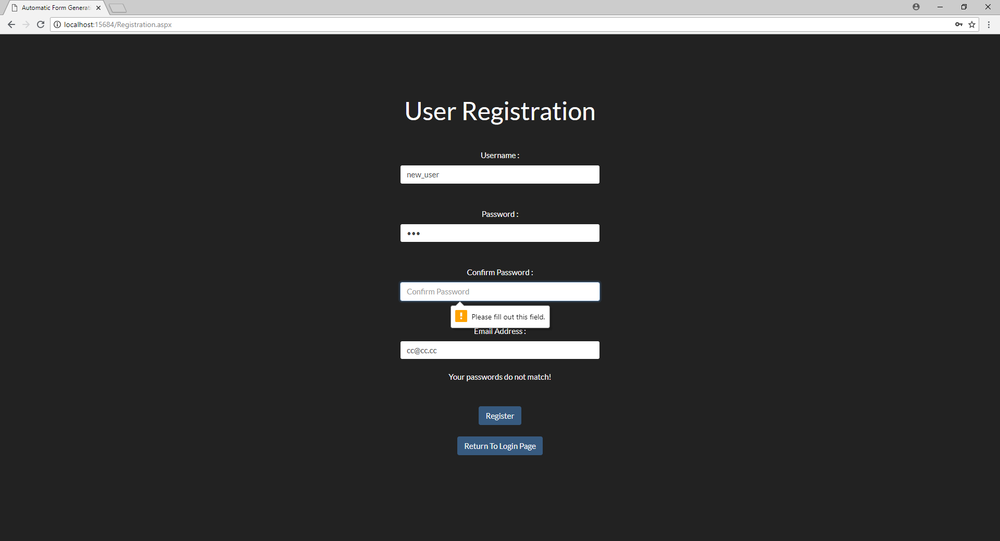 Automatic Form Generat
localhost:15684/Registration.aspx
User Registration
Username :
new_user
Password :
•••
Confirm Password :
Confirm Password
Please fill out this field.
Email Address :
cc@cc.cc
Your passwords do not match!
Register
Return To Login Page